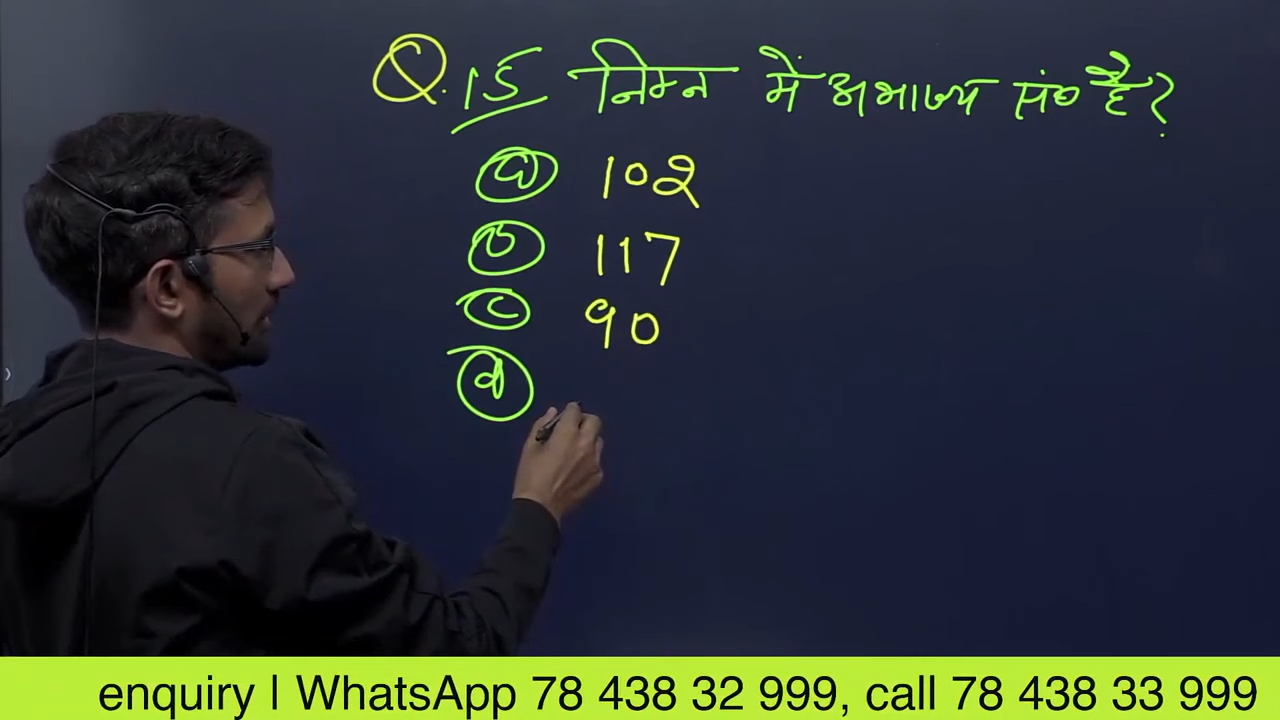 Q.15 निम्न में अभाज्य सं० है?
(a) 102
(b) 117
(c) 90
(d)
enquiry | WhatsApp 78 438 32 999, call 78 438 33 999